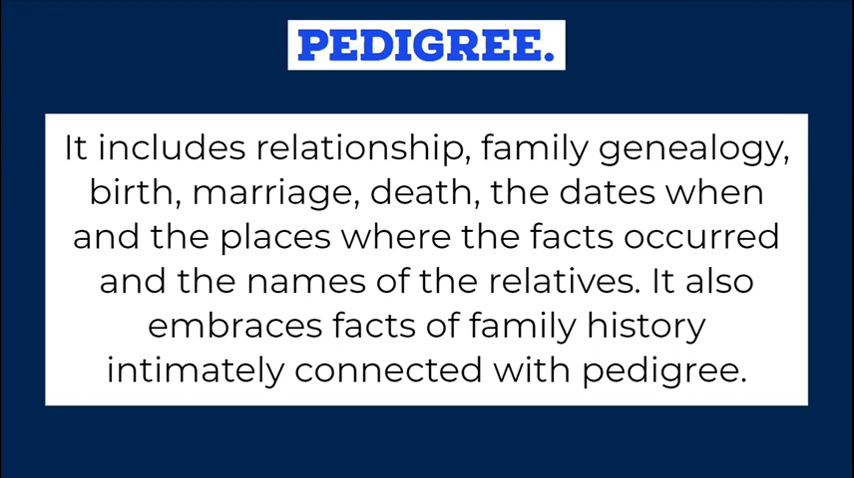 PEDIGREE.
It includes relationship, family genealogy,
birth, marriage, death, the dates when
and the places where the facts occurred
and the names of the relatives. It also
embraces facts of family history
intimately connected with pedigree.